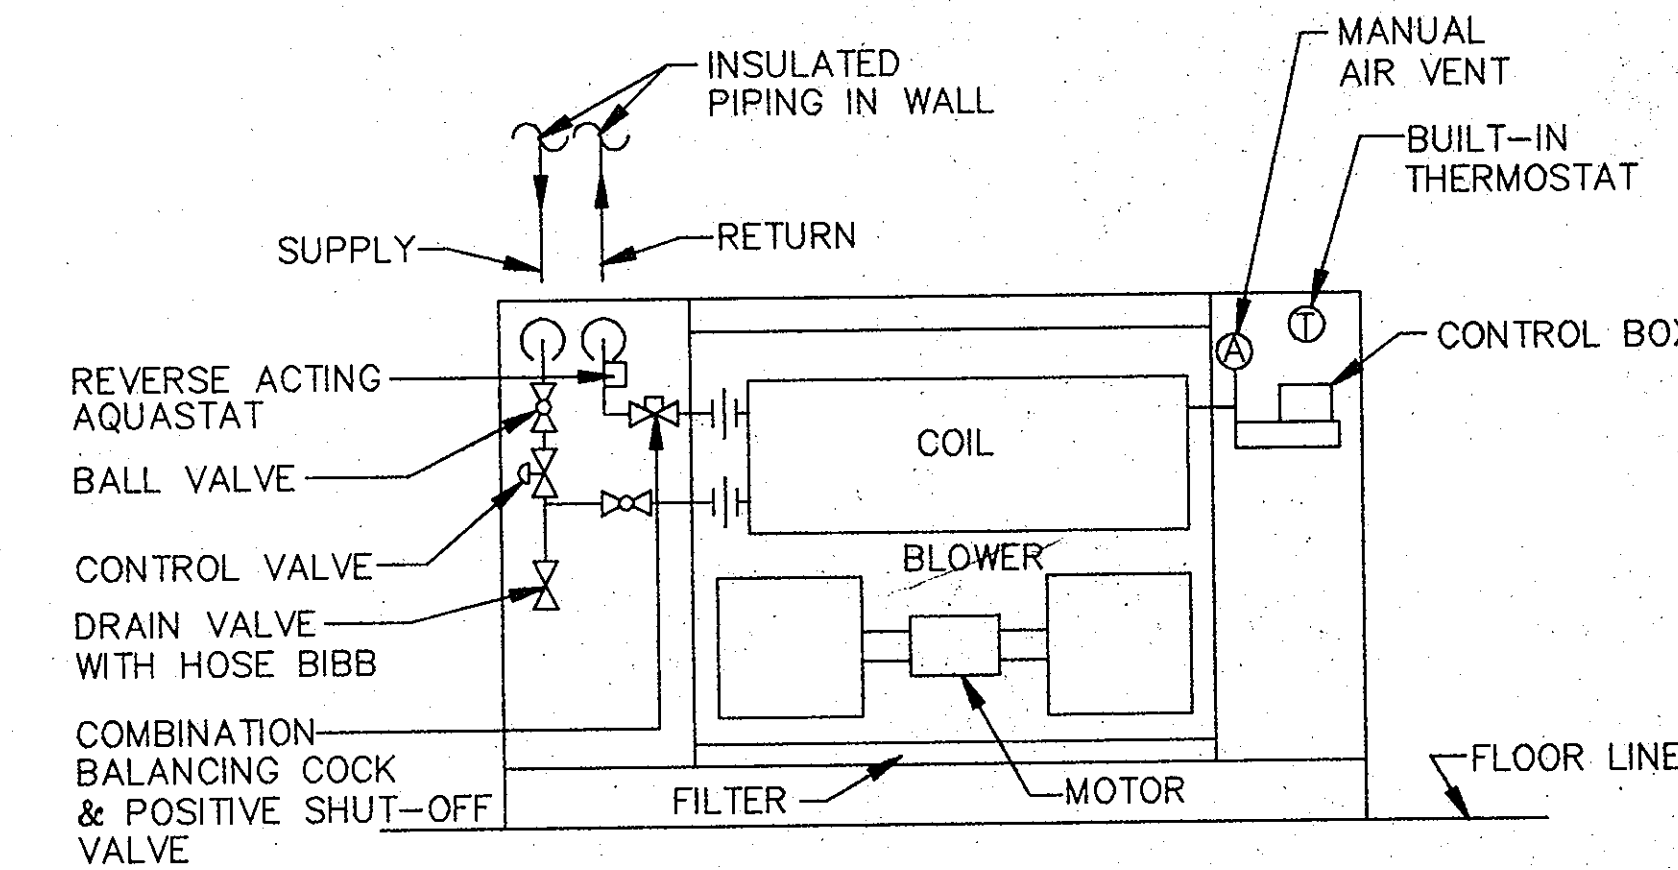 INSULATED
PIPING IN WALL
MANUAL
AIR VENT
BUILT-IN
THERMOSTAT
SUPPLY
RETURN
REVERSE ACTING
AQUASTAT
A
T
CONTROL BOX
COIL
BALL VALVE
CONTROL VALVE
BLOWER
DRAIN VALVE
WITH HOSE BIBB
COMBINATION
BALANCING COCK
& POSITIVE SHUT-OFF
VALVE
FILTER
MOTOR
FLOOR LINE